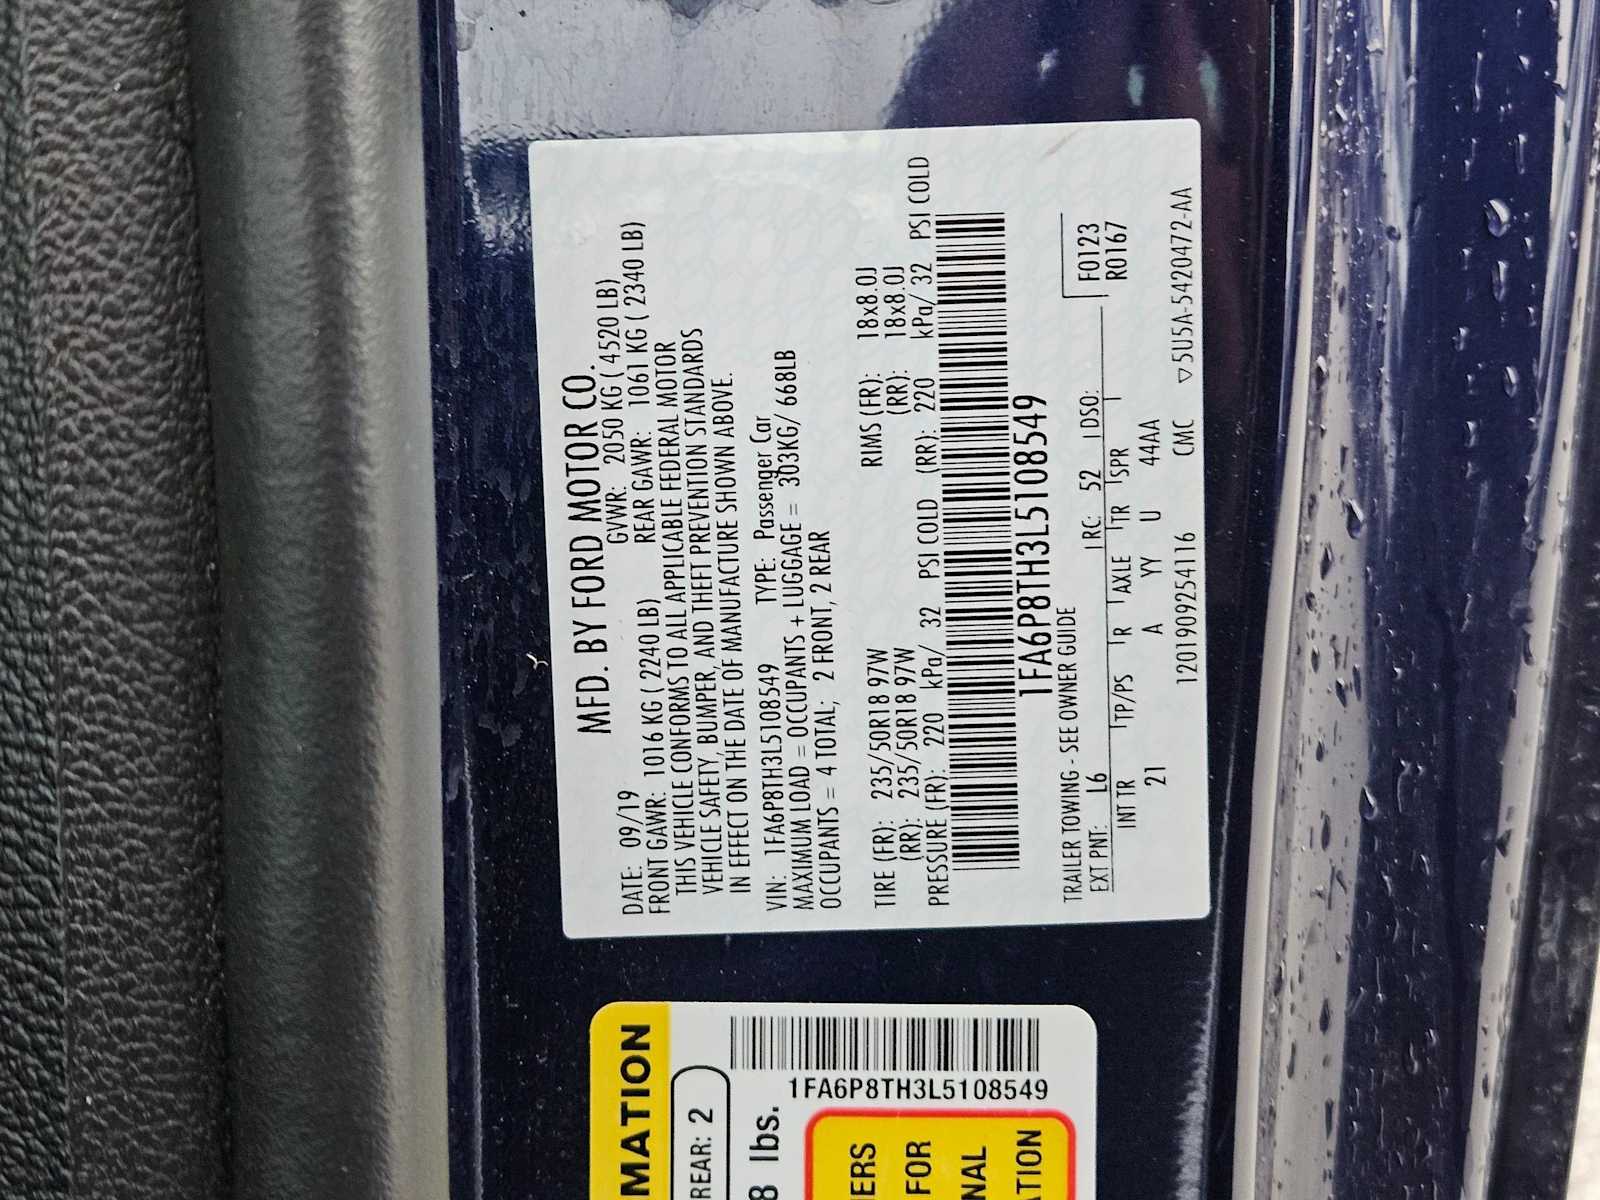 MFD. BY FORD MOTOR CO.
DATE: 09/19 GVWR: 2050 KG ( 4520 LB)
FRONT GAWR: 1016 KG ( 2240 LB) REAR GAWR: 1061 KG ( 2340 LB)
THIS VEHICLE CONFORMS TO ALL APPLICABLE FEDERAL MOTOR
VEHICLE SAFETY, BUMPER, AND THEFT PREVENTION STANDARDS
IN EFFECT ON THE DATE OF MANUFACTURE SHOWN ABOVE.
VIN: 1FA6P8TH3L5108549 TYPE: Passenger Car
MAXIMUM LOAD = OCCUPANTS + LUGGAGE = 303KG/ 668LB
OCCUPANTS = 4 TOTAL; 2 FRONT, 2 REAR
TIRE (FR): 235/50R18 97W RIMS (FR): 18x8.0J
(RR): 235/50R18 97W (RR): 18x8.0J
PRESSURE (FR): 220 kPa/ 32 PSI COLD (RR): 220 kPa/ 32 PSI COLD
1FA6P8TH3L5108549
TRAILER TOWING - SEE OWNER GUIDE
F0123
R0167
EXT PNT: L6 RC: 52 DSO:
INT TR TP/PS R AXLE TR SPR
21 A YY U 44AA
120190925411​6 CMC ▽5U5A-5420472-AA
MATION
REAR: 2
8 lbs.
1FA6P8TH3L5108549
ERS
FOR
NAL
TION